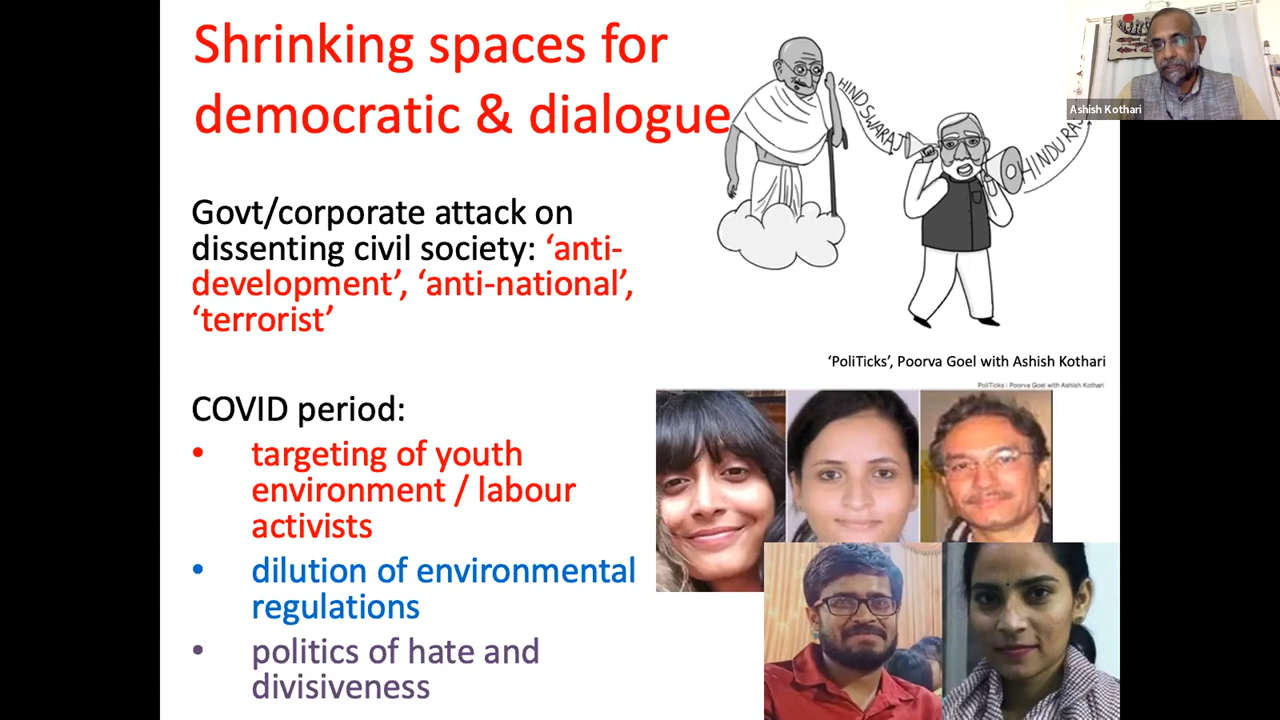 Shrinking spaces for
democratic & dialogue
Govt/corporate attack on
dissenting civil society: ‘anti-
development’, ‘anti-national’,
‘terrorist’
COVID period:
• targeting of youth
environment / labour
activists
• dilution of environmental
regulations
• politics of hate and
divisiveness
HIND SWARAJ
HINDU RAJ
‘PoliTicks’, Poorva Goel with Ashish Kothari
PoliTicks : Poorva Goel with Ashish Kothari
Ashish Kothari